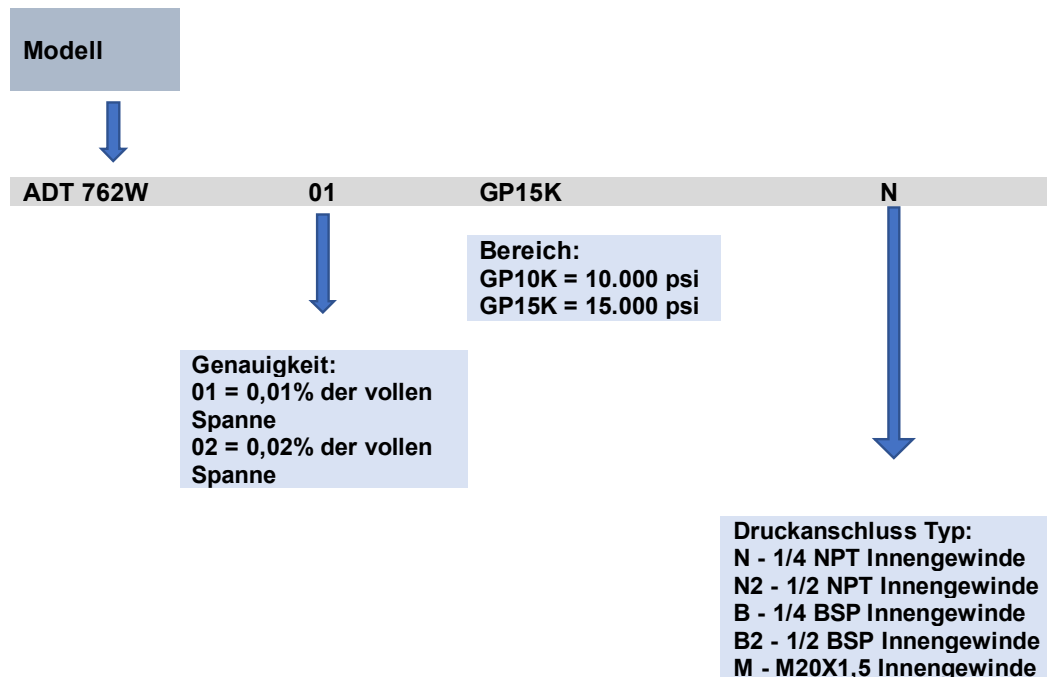 Modell
ADT 762W 01 GP15K N
Bereich:
GP10K = 10.000 psi
GP15K = 15.000 psi
Genauigkeit:
01 = 0,01% der vollen
Spanne
02 = 0,02% der vollen
Spanne
Druckanschluss Typ:
N - 1/4 NPT Innengewinde
N2 - 1/2 NPT Innengewinde
B - 1/4 BSP Innengewinde
B2 - 1/2 BSP Innengewinde
M - M20X1,5 Innengewinde